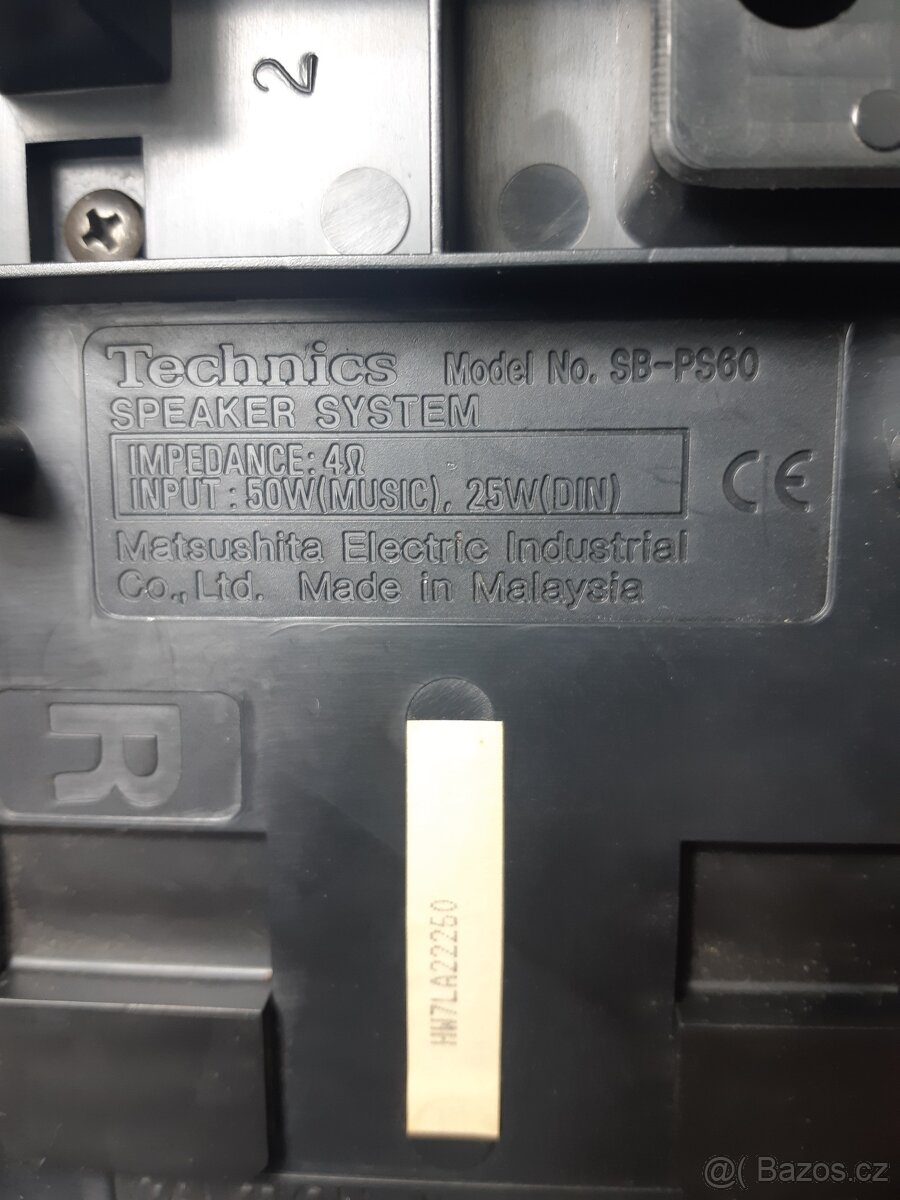 2
Technics Model No. SB-PS60
SPEAKER SYSTEM
IMPEDANCE: 4Ω
INPUT : 50W(MUSIC), 25W(DIN)
CE
Matsushita Electric Industrial
Co., Ltd. Made in Malaysia
R
HW7LA22260
@( Bazos.cz